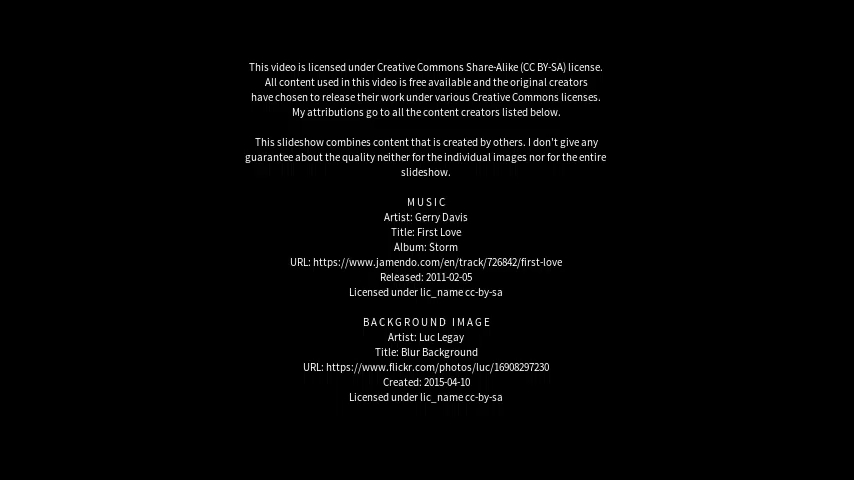 This video is licensed under Creative Commons Share-Alike (CC BY-SA) license.
All content used in this video is free available and the original creators
have chosen to release their work under various Creative Commons licenses.
My attributions go to all the content creators listed below.
This slideshow combines content that is created by others. I don't give any
guarantee about the quality neither for the individual images nor for the entire
slideshow.
MUSIC
Artist: Gerry Davis
Title: First Love
Album: Storm
URL: https://www.jamendo.com/en/track/726842/first-love
Released: 2011-02-05
Licensed under lic_name cc-by-sa
BACKGROUND IMAGE
Artist: Luc Legay
Title: Blur Background
URL: https://www.flickr.com/photos/luc/16908297230
Created: 2015-04-10
Licensed under lic_name cc-by-sa